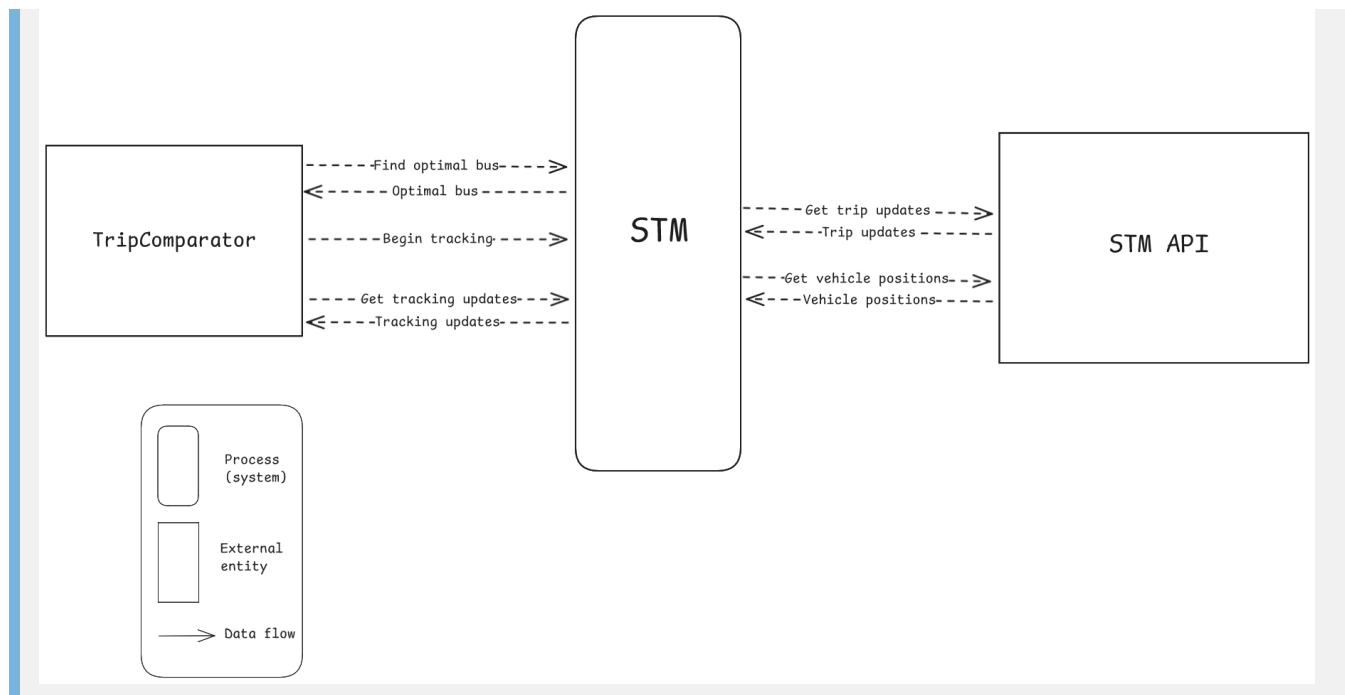 Find optimal bus
Optimal bus
TripComparator
Begin tracking
Get tracking updates
Tracking updates
STM
Get trip updates
Trip updates
Get vehicle positions
Vehicle positions
STM API
Process
(system)
External
entity
Data flow